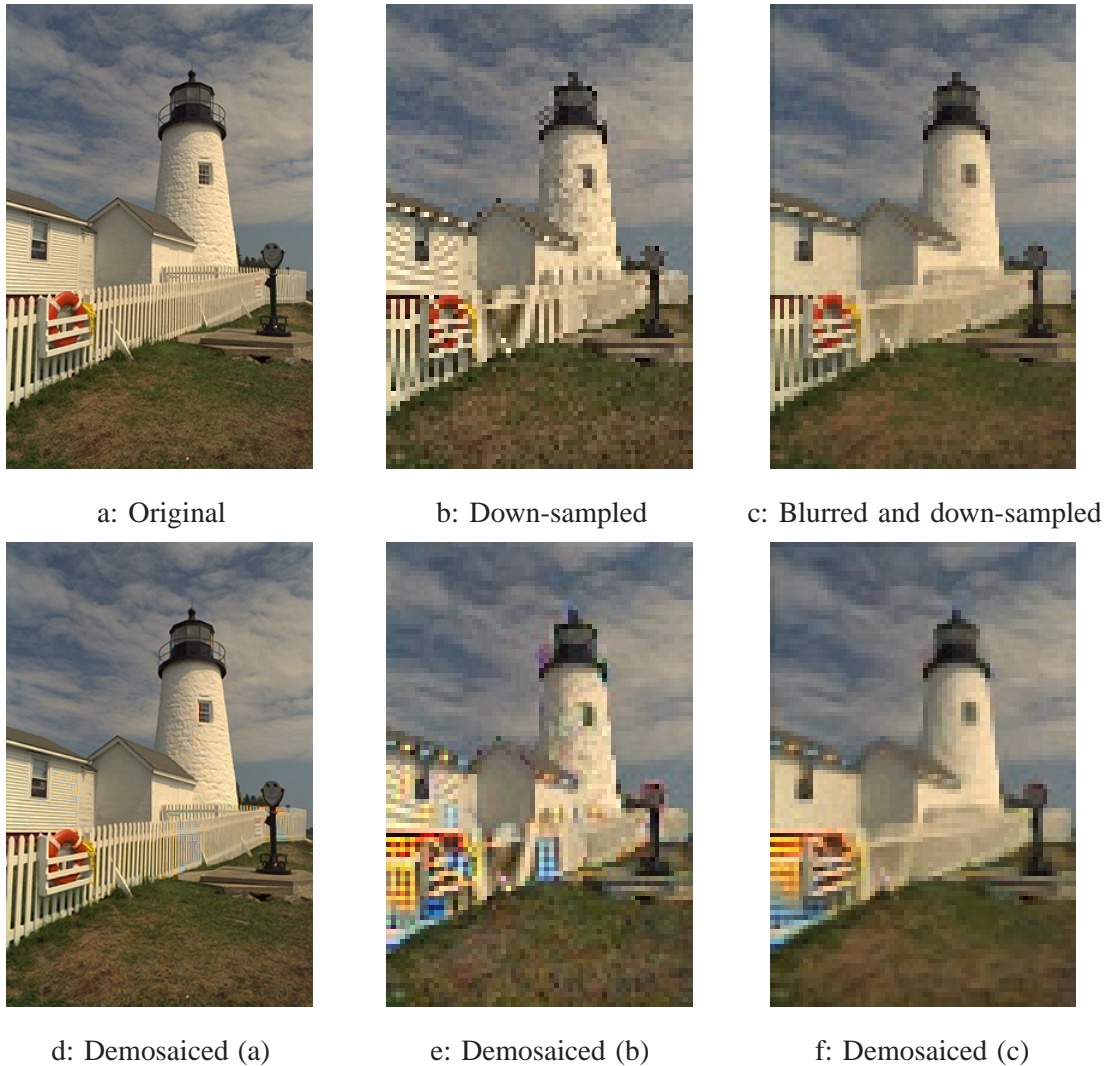 a: Original
b: Down-sampled
c: Blurred and down-sampled
d: Demosaiced (a)
e: Demosaiced (b)
f: Demosaiced (c)